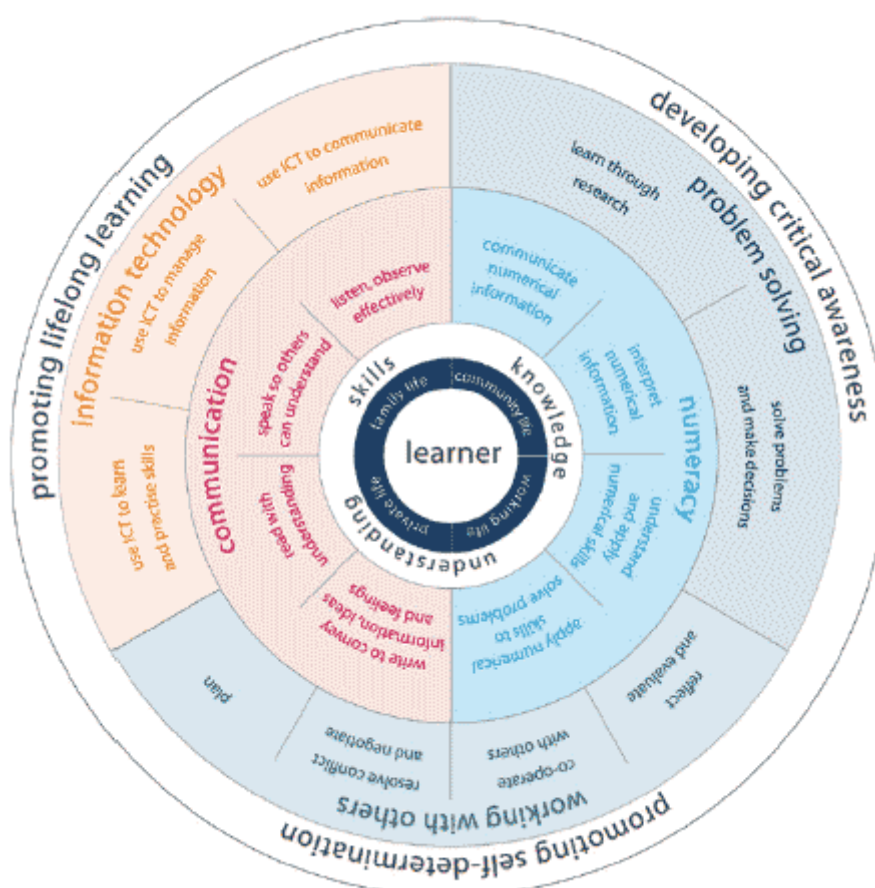 promoting lifelong learning
developing critical awareness
promoting self-determination
information technology
use ICT to communicate
information
use ICT to manage
information
use ICT to learn
and practise skills
problem solving
learn through
research
solve problems
and make decisions
working with others
reflect
and evaluate
co-operate
with others
resolve conflict
and negotiate
plan
communication
listen, observe
effectively
speak so others
can understand
read with
understanding
write to convey
information, ideas
and feelings
numeracy
communicate
numerical
information
interpret
numerical
information
understand
and apply
numerical skills
apply numerical
skills to
solve problems
skills
knowledge
understanding
family life
community life
working life
private life
learner